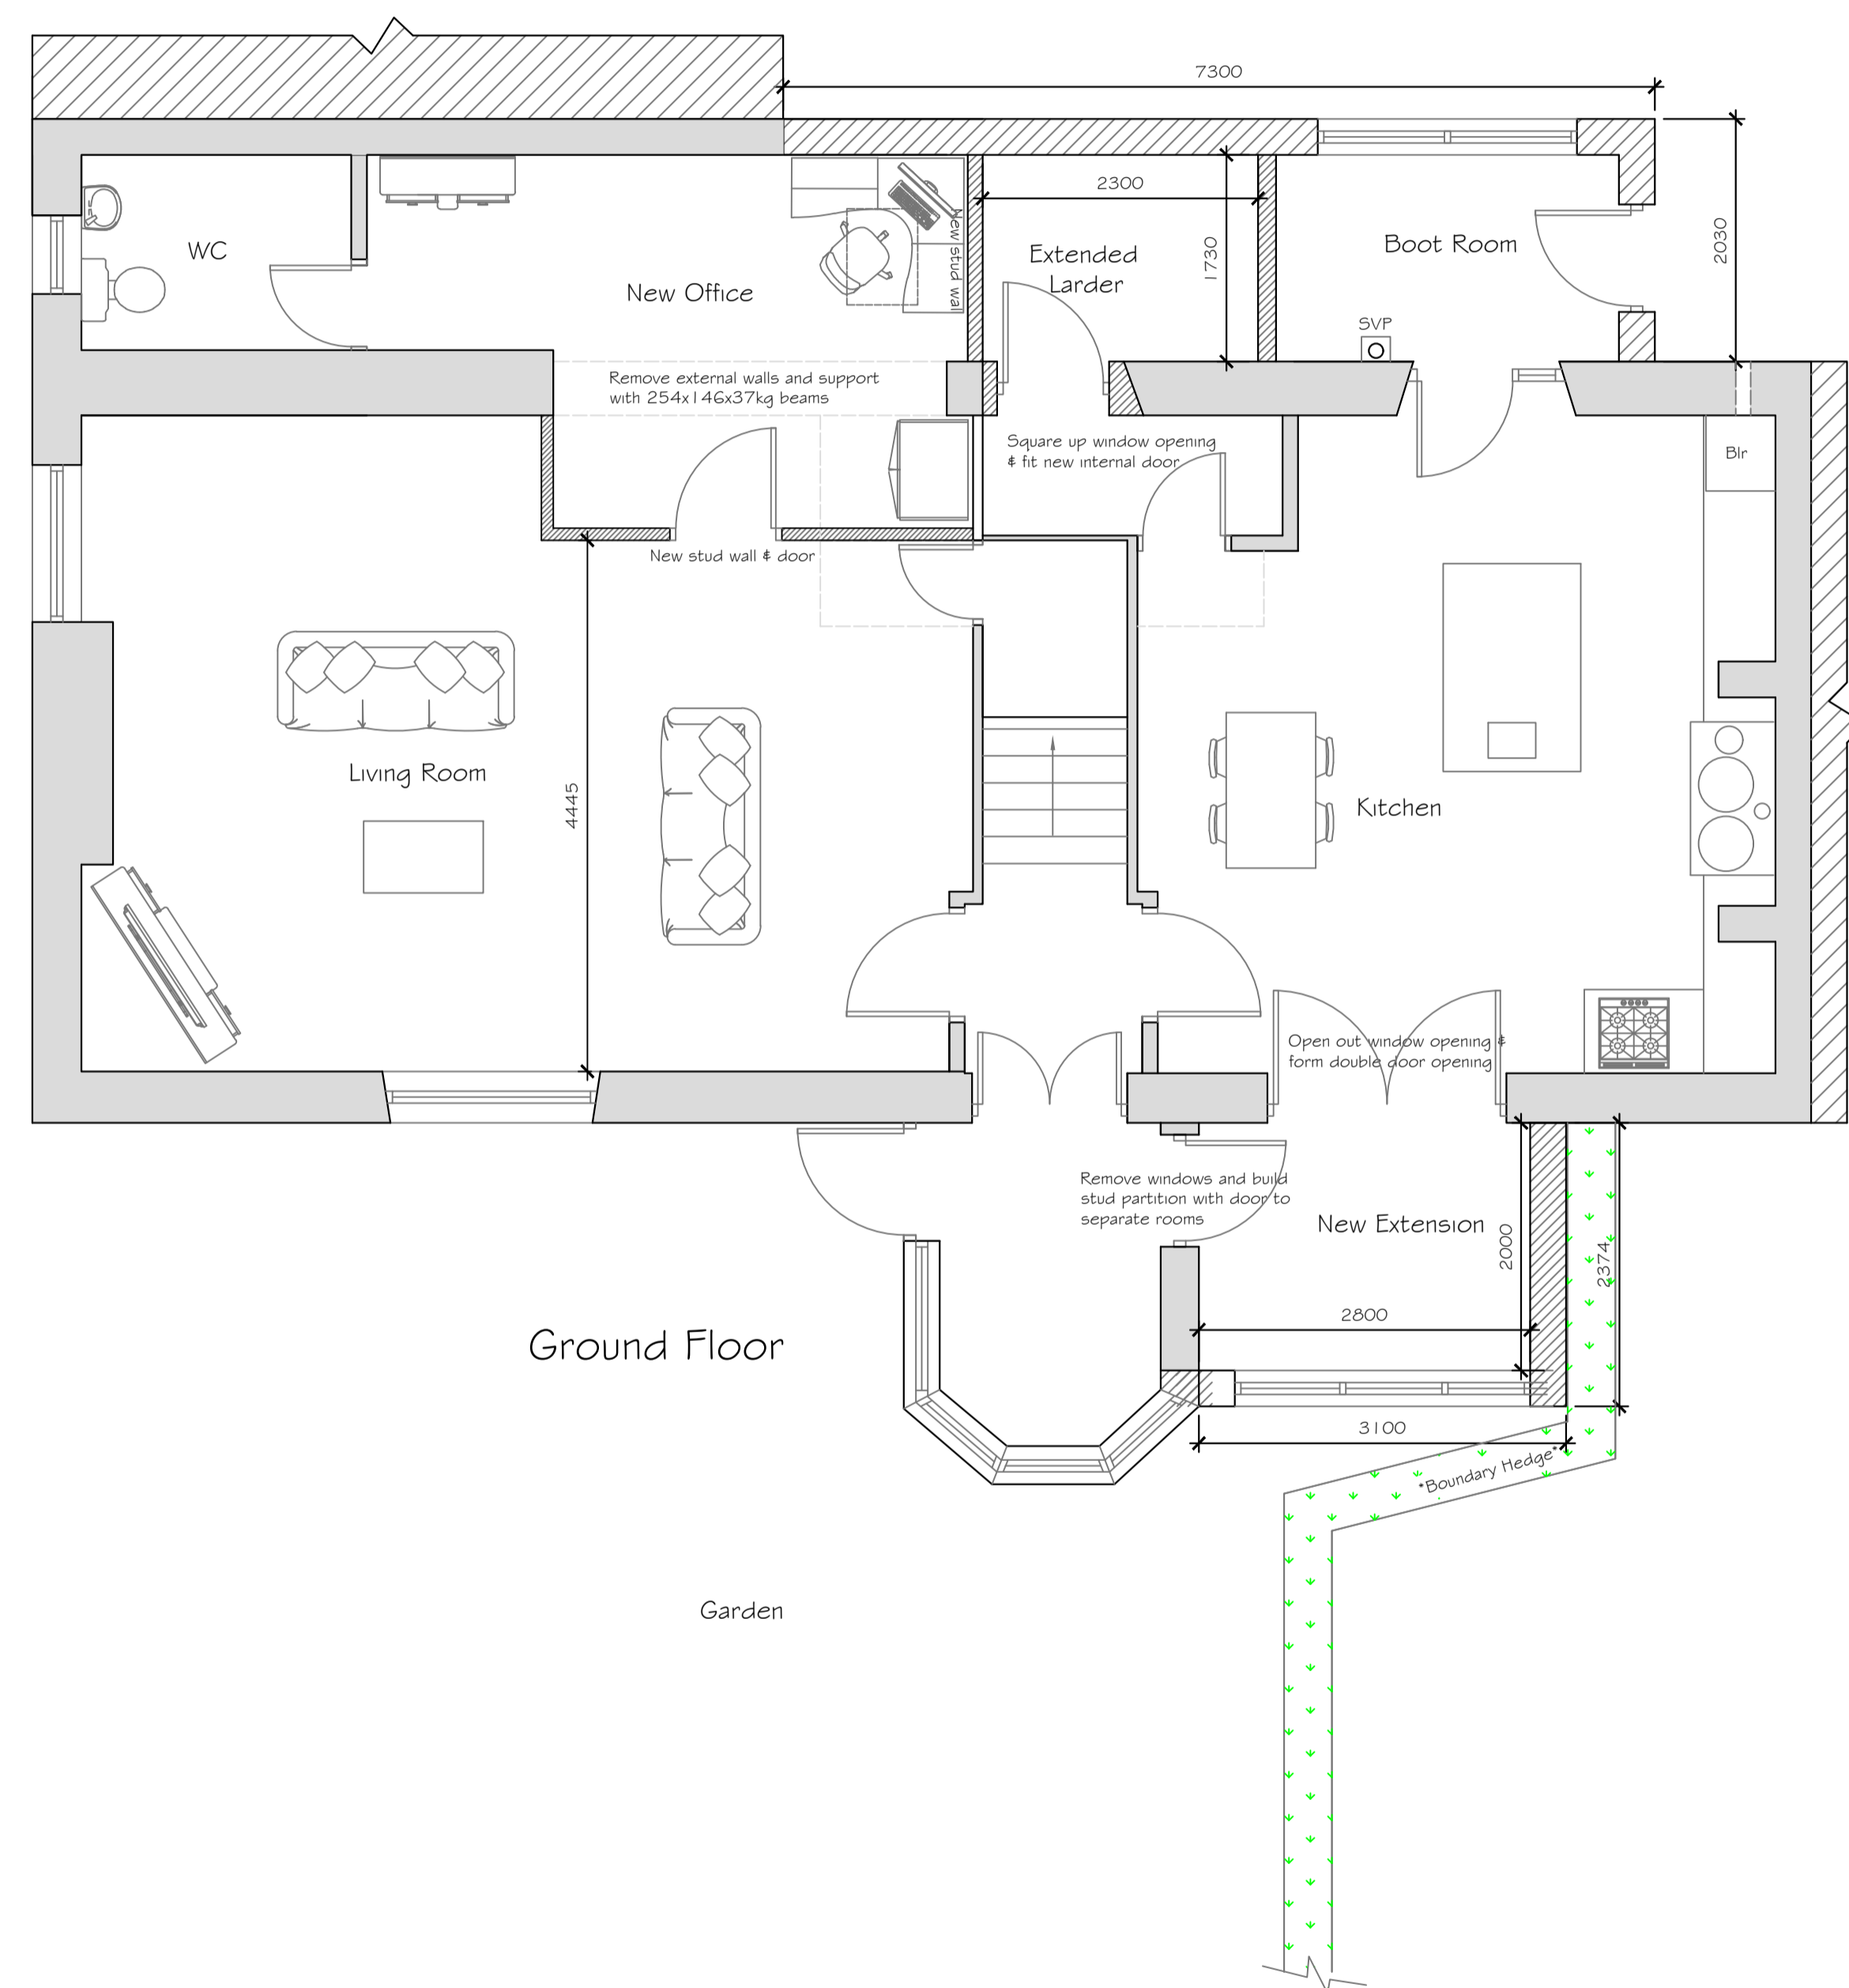 7300
2300
WC
New Office
New stud wall
Extended
Larder
1730
Boot Room
2030
SVP
Remove external walls and support
with 254x146x37kg beams
Square up window opening
& fit new internal door
Blr
New stud wall & door
Living Room
4445
Kitchen
Open out window opening &
form double door opening
Remove windows and build
stud partition with door to
separate rooms
New Extension
2000
2374
2800
Ground Floor
3100
*Boundary Hedge*
Garden